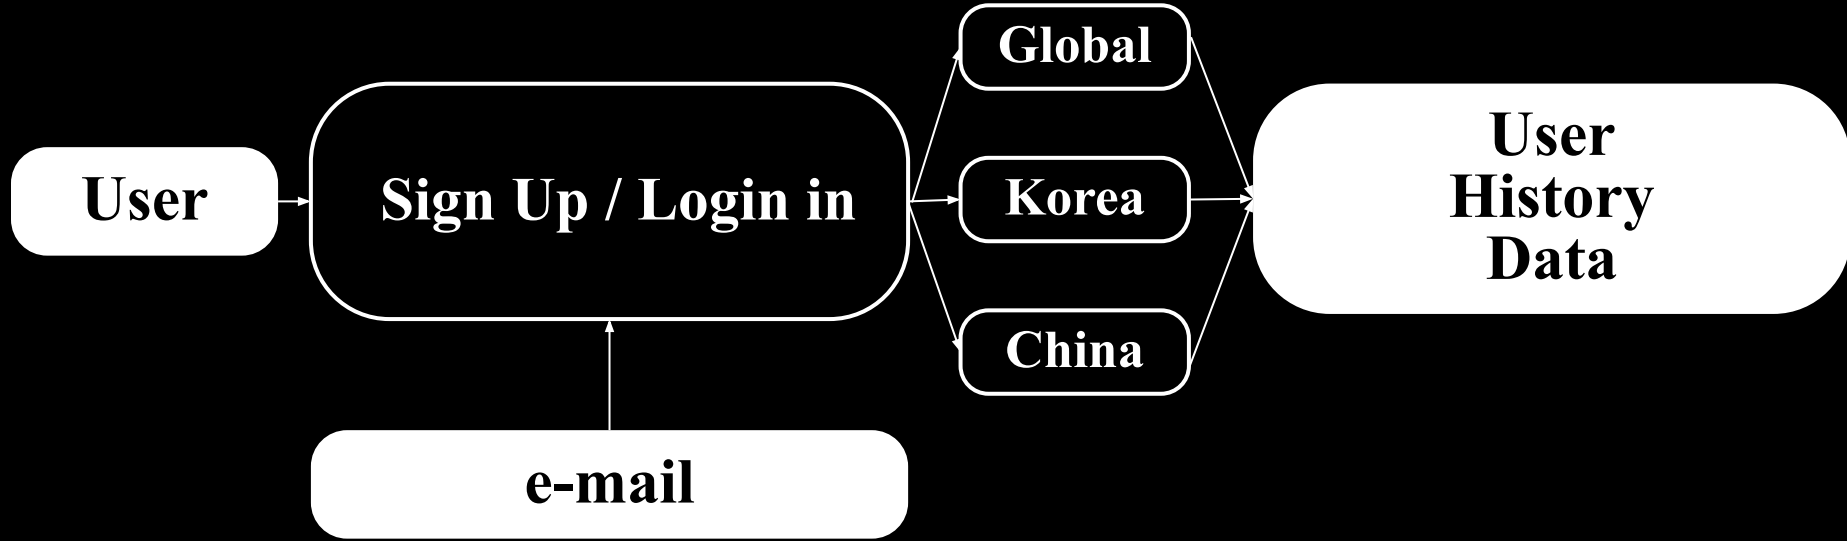 Global
User
User
Sign Up / Login in
Korea
History
Data
China
e-mail